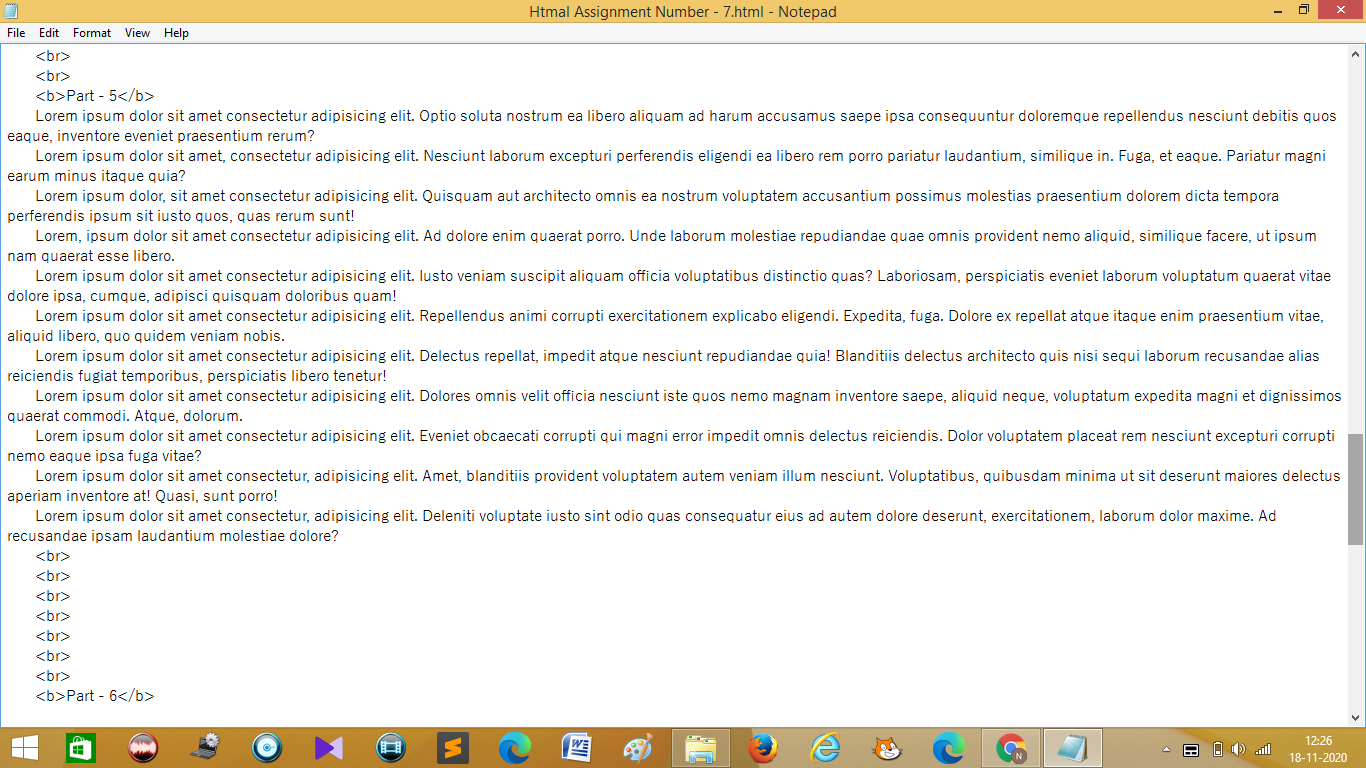 Htmal Assignment Number - 7.html - Notepad
File Edit Format View Help
<br>
<br>
<b>Part - 5</b>
Lorem ipsum dolor sit amet consectetur adipisicing elit. Optio soluta nostrum ea libero aliquam ad harum accusamus saepe ipsa consequuntur doloremque repellendus nesciunt debitis quos
eaque, inventore eveniet praesentium rerum?
Lorem ipsum dolor sit amet, consectetur adipisicing elit. Nesciunt laborum excepturi perferendis eligendi ea libero rem porro pariatur laudantium, similique in. Fuga, et eaque. Pariatur magni
earum minus itaque quia?
Lorem ipsum dolor, sit amet consectetur adipisicing elit. Quisquam aut architecto omnis ea nostrum voluptatem accusantium possimus molestias praesentium dolorem dicta tempora
perferendis ipsum sit iusto quos, quas rerum sunt!
Lorem, ipsum dolor sit amet consectetur adipisicing elit. Ad dolore enim quaerat porro. Unde laborum molestiae repudiandae quae omnis provident nemo aliquid, similique facere, ut ipsum
nam quaerat esse libero.
Lorem ipsum dolor sit amet consectetur adipisicing elit. Iusto veniam suscipit aliquam officia voluptatibus distinctio quas? Laboriosam, perspiciatis eveniet laborum voluptatum quaerat vitae
dolore ipsa, cumque, adipisci quisquam doloribus quam!
Lorem ipsum dolor sit amet consectetur adipisicing elit. Repellendus animi corrupti exercitationem explicabo eligendi. Expedita, fuga. Dolore ex repellat atque itaque enim praesentium vitae,
aliquid libero, quo quidem veniam nobis.
Lorem ipsum dolor sit amet consectetur adipisicing elit. Delectus repellat, impedit atque nesciunt repudiandae quia! Blanditiis delectus architecto quis nisi sequi laborum recusandae alias
reiciendis fugiat temporibus, perspiciatis libero tenetur!
Lorem ipsum dolor sit amet consectetur adipisicing elit. Dolores omnis velit officia nesciunt iste quos nemo magnam inventore saepe, aliquid neque, voluptatum expedita magni et dignissimos
quaerat commodi. Atque, dolorum.
Lorem ipsum dolor sit amet consectetur adipisicing elit. Eveniet obcaecati corrupti qui magni error impedit omnis delectus reiciendis. Dolor voluptatem placeat rem nesciunt excepturi corrupti
nemo eaque ipsa fuga vitae?
Lorem ipsum dolor sit amet consectetur, adipisicing elit. Amet, blanditiis provident voluptatem autem veniam illum nesciunt. Voluptatibus, quibusdam minima ut sit deserunt maiores delectus
aperiam inventore at! Quasi, sunt porro!
Lorem ipsum dolor sit amet consectetur, adipisicing elit. Deleniti voluptate iusto sint odio quas consequatur eius ad autem dolore deserunt, exercitationem, laborum dolor maxime. Ad
recusandae ipsam laudantium molestiae dolore?
<br>
<br>
<br>
<br>
<br>
<br>
<br>
<b>Part - 6</b>
12:26
18-11-2020